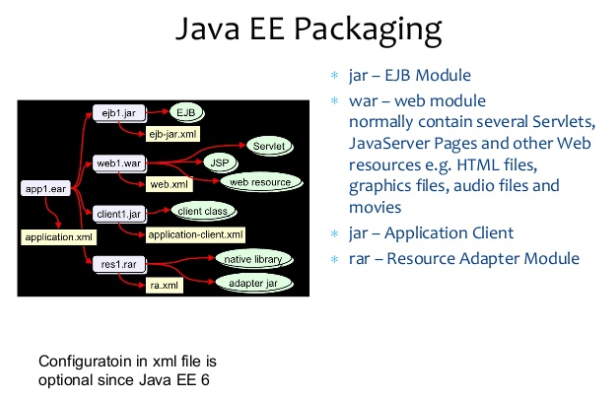 Java EE Packaging
ejb1.jar
EJB
ejb-jar.xml
Servlet
web1.war
JSP
web.xml
web resource
app1.ear
client1.jar
client class
application.xml
application-client.xml
res1.rar
native library
ra.xml
adapter jar
* jar – EJB Module
* war – web module
normally contain several Servlets,
JavaServer Pages and other Web
resources e.g. HTML files,
graphics files, audio files and
movies
* jar – Application Client
* rar – Resource Adapter Module
Configuratoin in xml file is
optional since Java EE 6